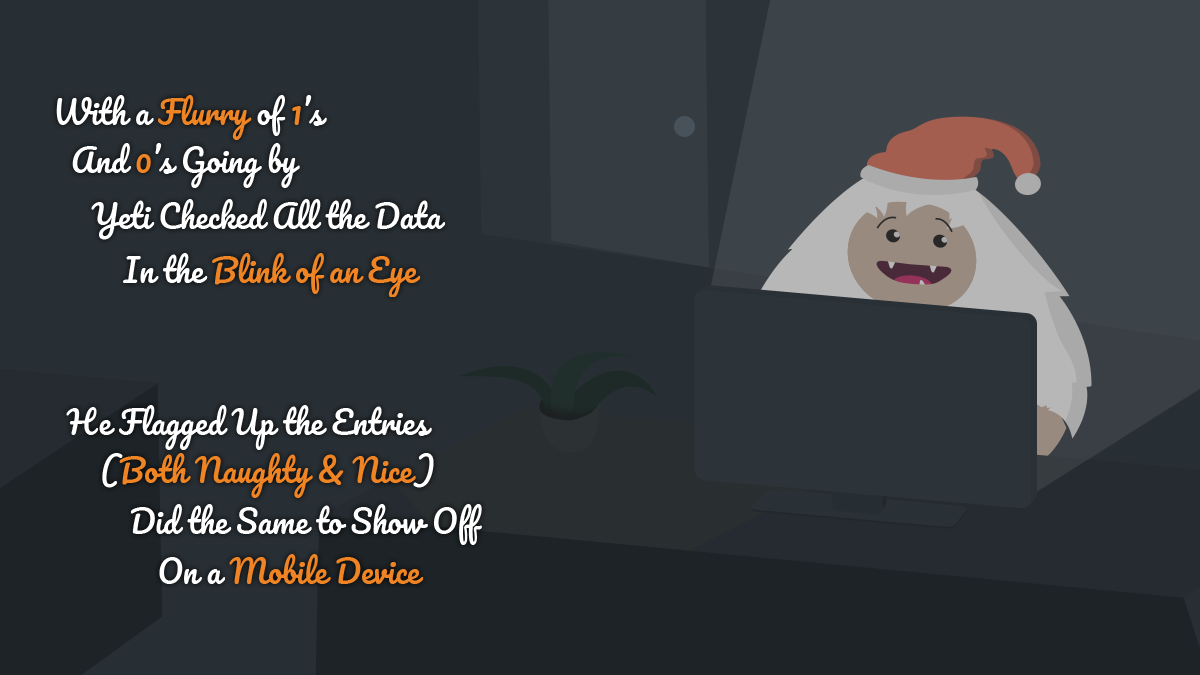 With a Flurry of 1's
And 0's Going by
Yeti Checked All the Data
In the Blink of an Eye
He Flagged Up the Entries
(Both Naughty & Nice)
Did the Same to Show Off
On a Mobile Device